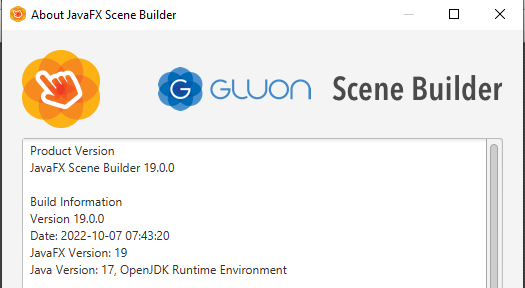 About JavaFX Scene Builder
G GLUON Scene Builder
Product Version
JavaFX Scene Builder 19.0.0
Build Information
Version 19.0.0
Date: 2022-10-07 07:43:20
JavaFX Version: 19
Java Version: 17, OpenJDK Runtime Environment